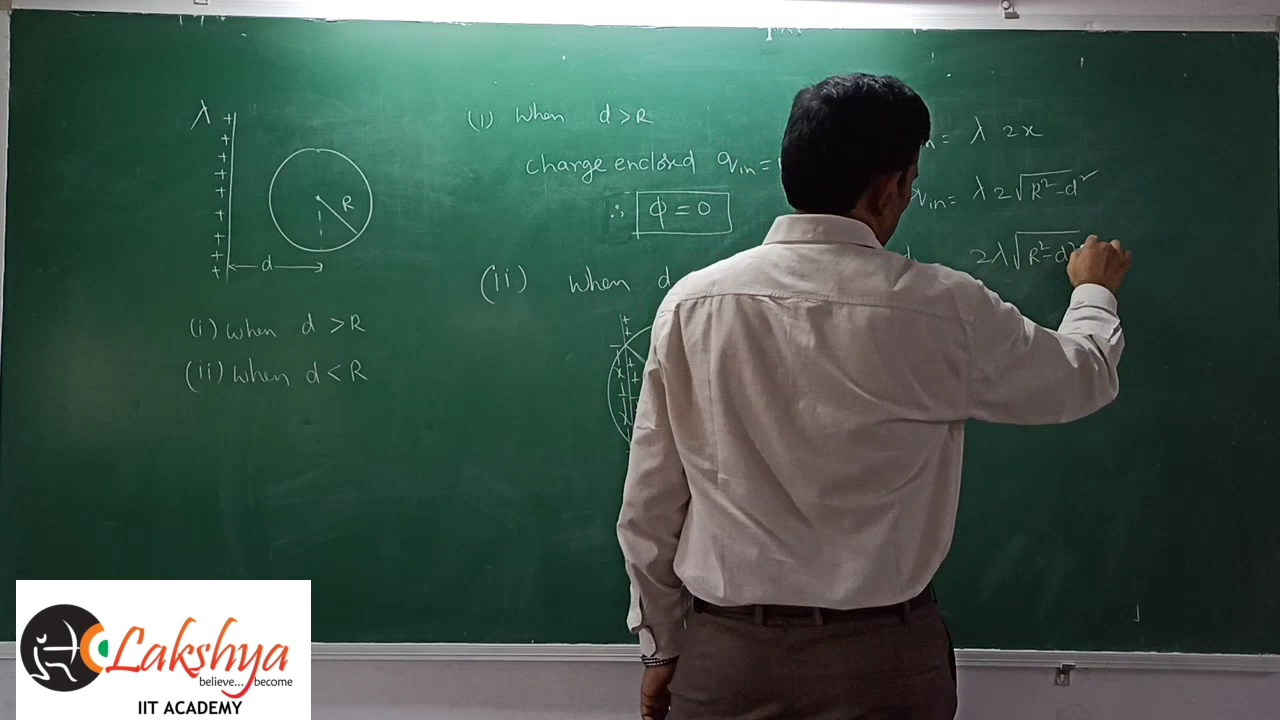 λ
R
d
(i) when d > R
(ii) when d < R
(i) when d > R
charge enclosed q_in =
∴ ϕ = 0
(ii) when d
in = λ 2x
q_in = λ 2√R²-d²
2λ√R²-d²
Lakshya
believe... become
IIT ACADEMY